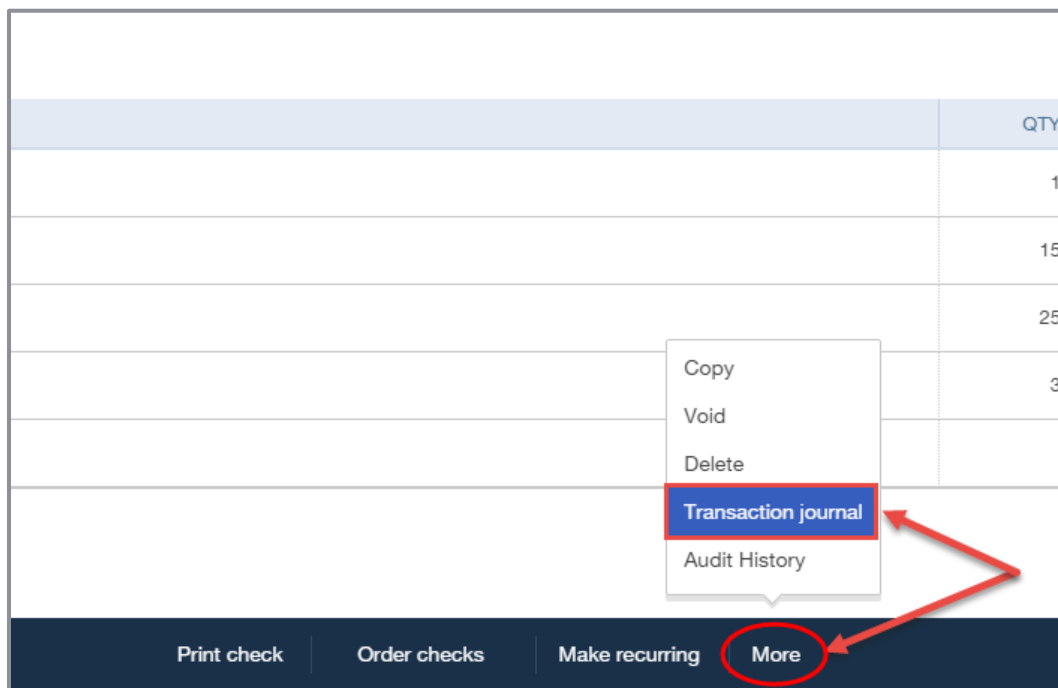 QTY
1
15
25
3
Copy
Void
Delete
Transaction journal
Audit History
Print check Order checks Make recurring More